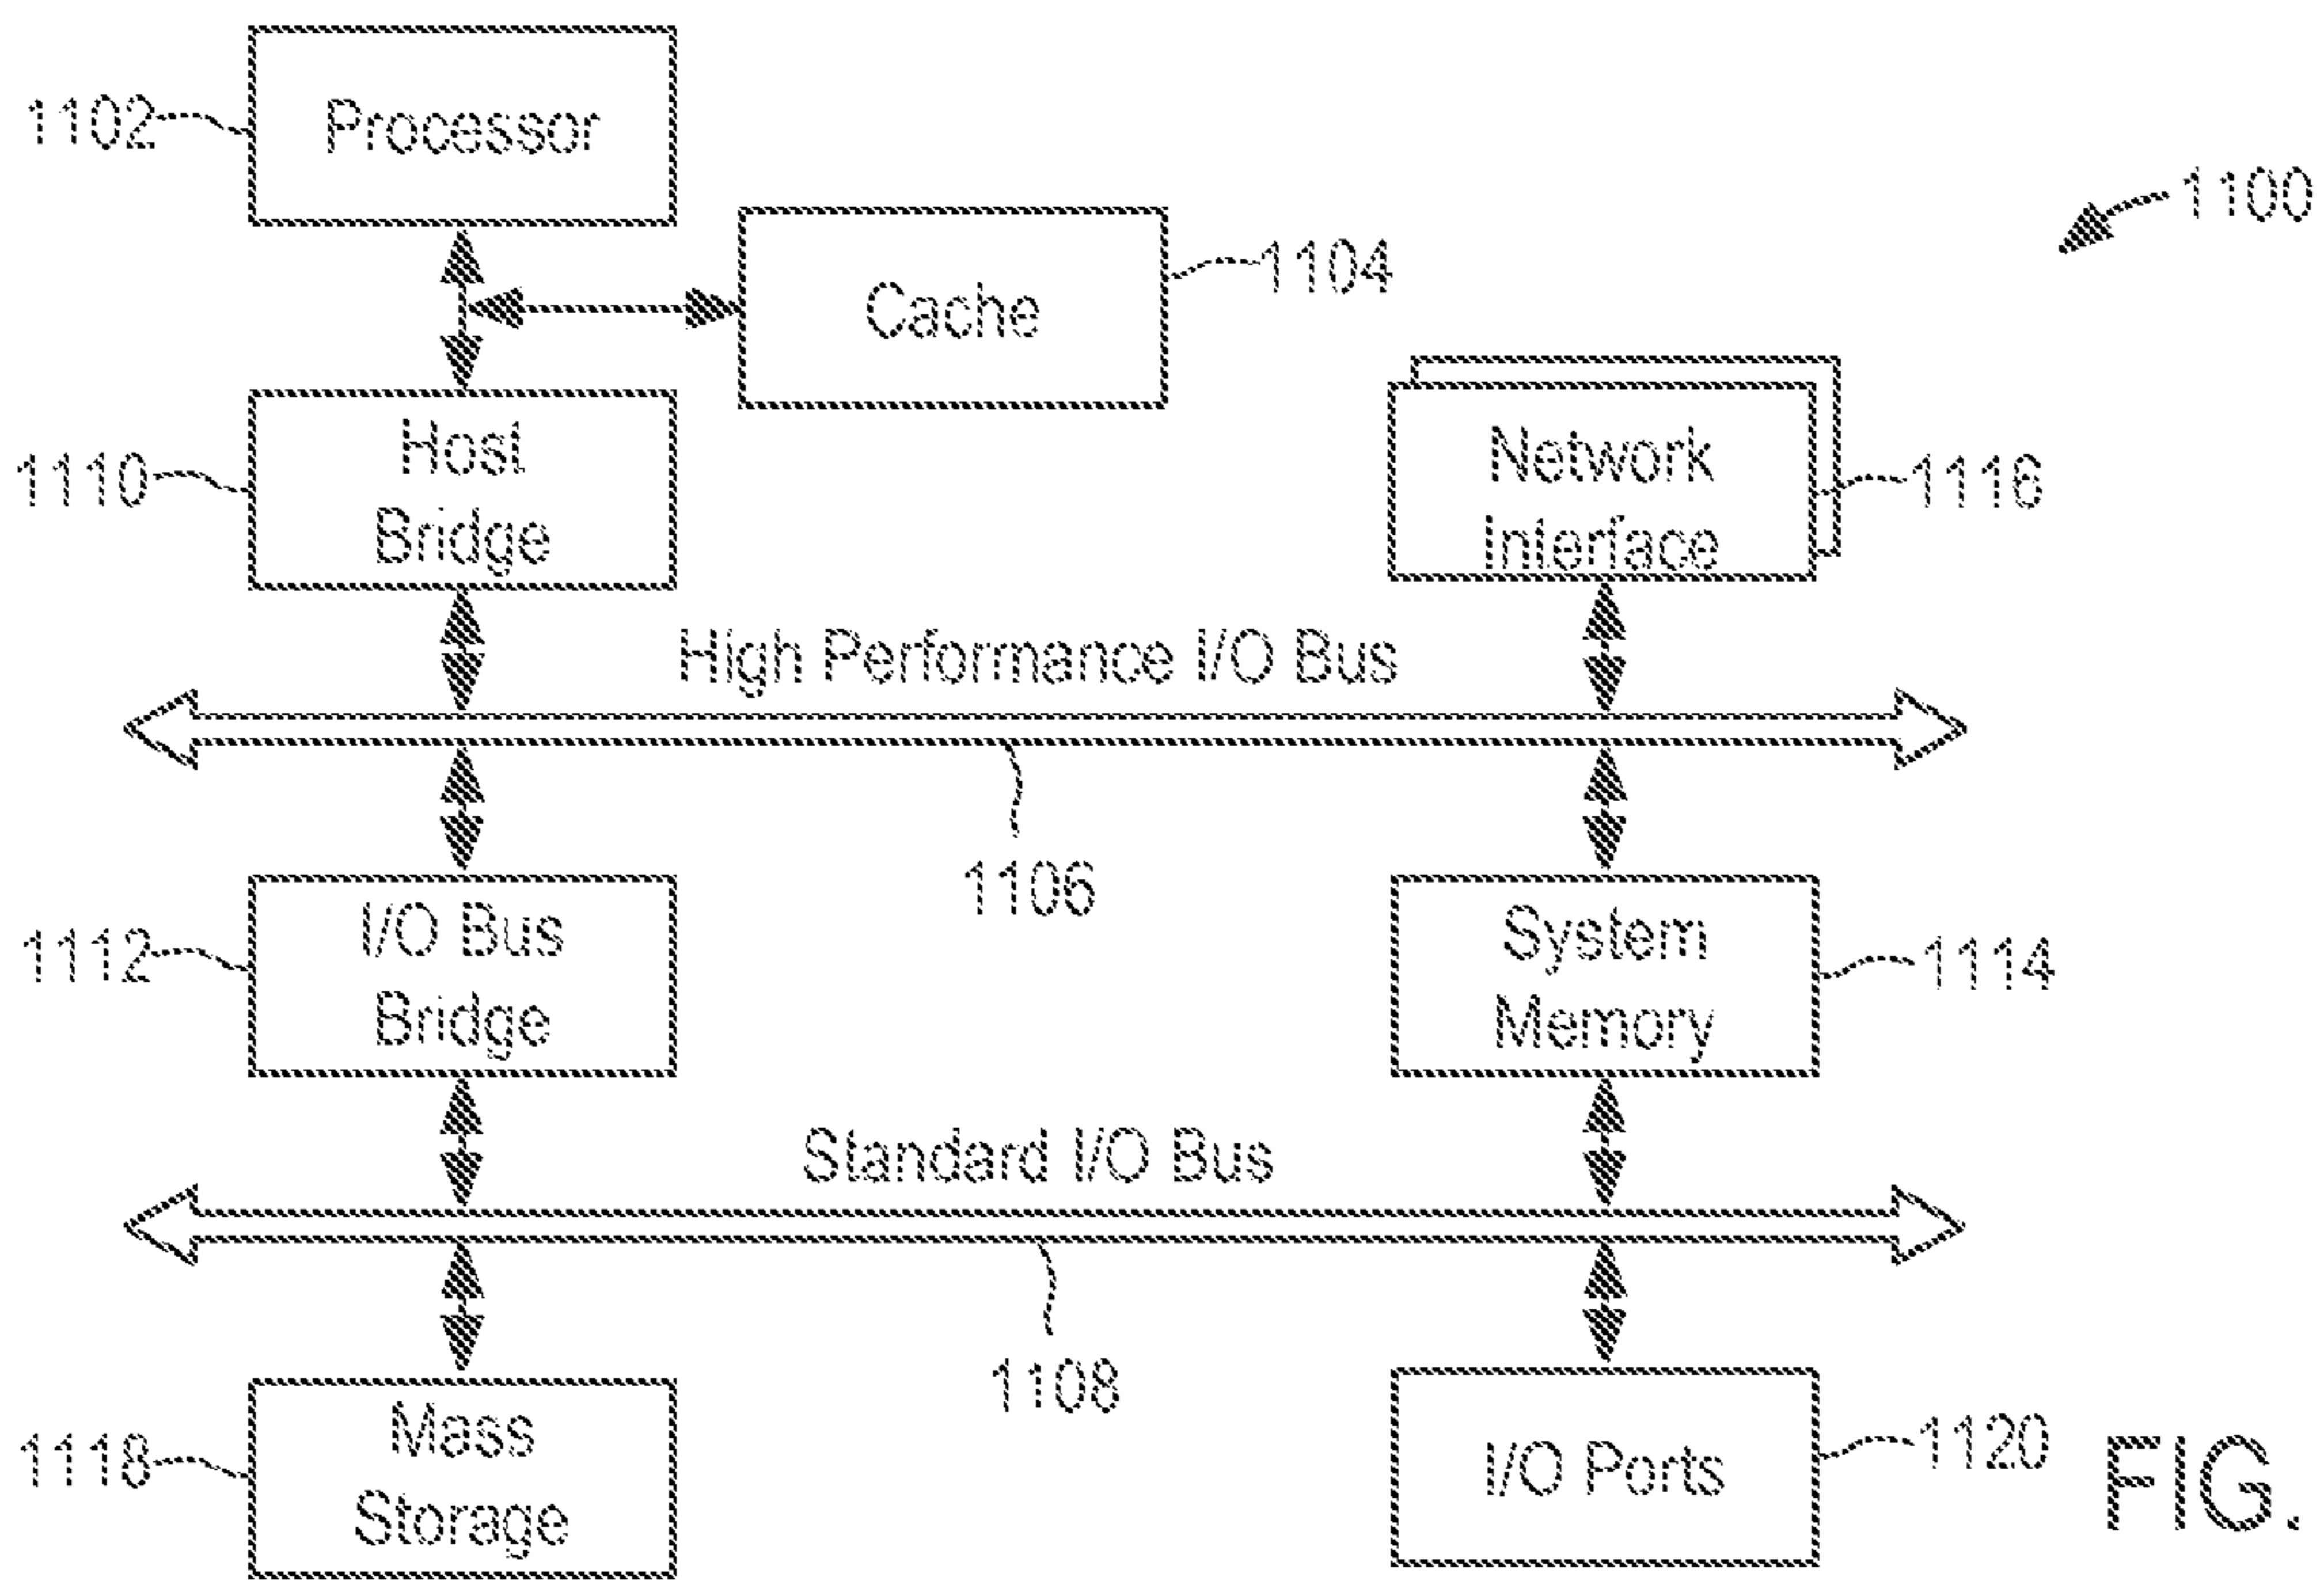 1102
Processor
1100
Cache
1104
1110
Host
Bridge
Network
Interface
1116
High Performance I/O Bus
1106
1112
I/O Bus
Bridge
System
Memory
1114
Standard I/O Bus
1108
1118
Mass
Storage
I/O Ports
1120
FIG.